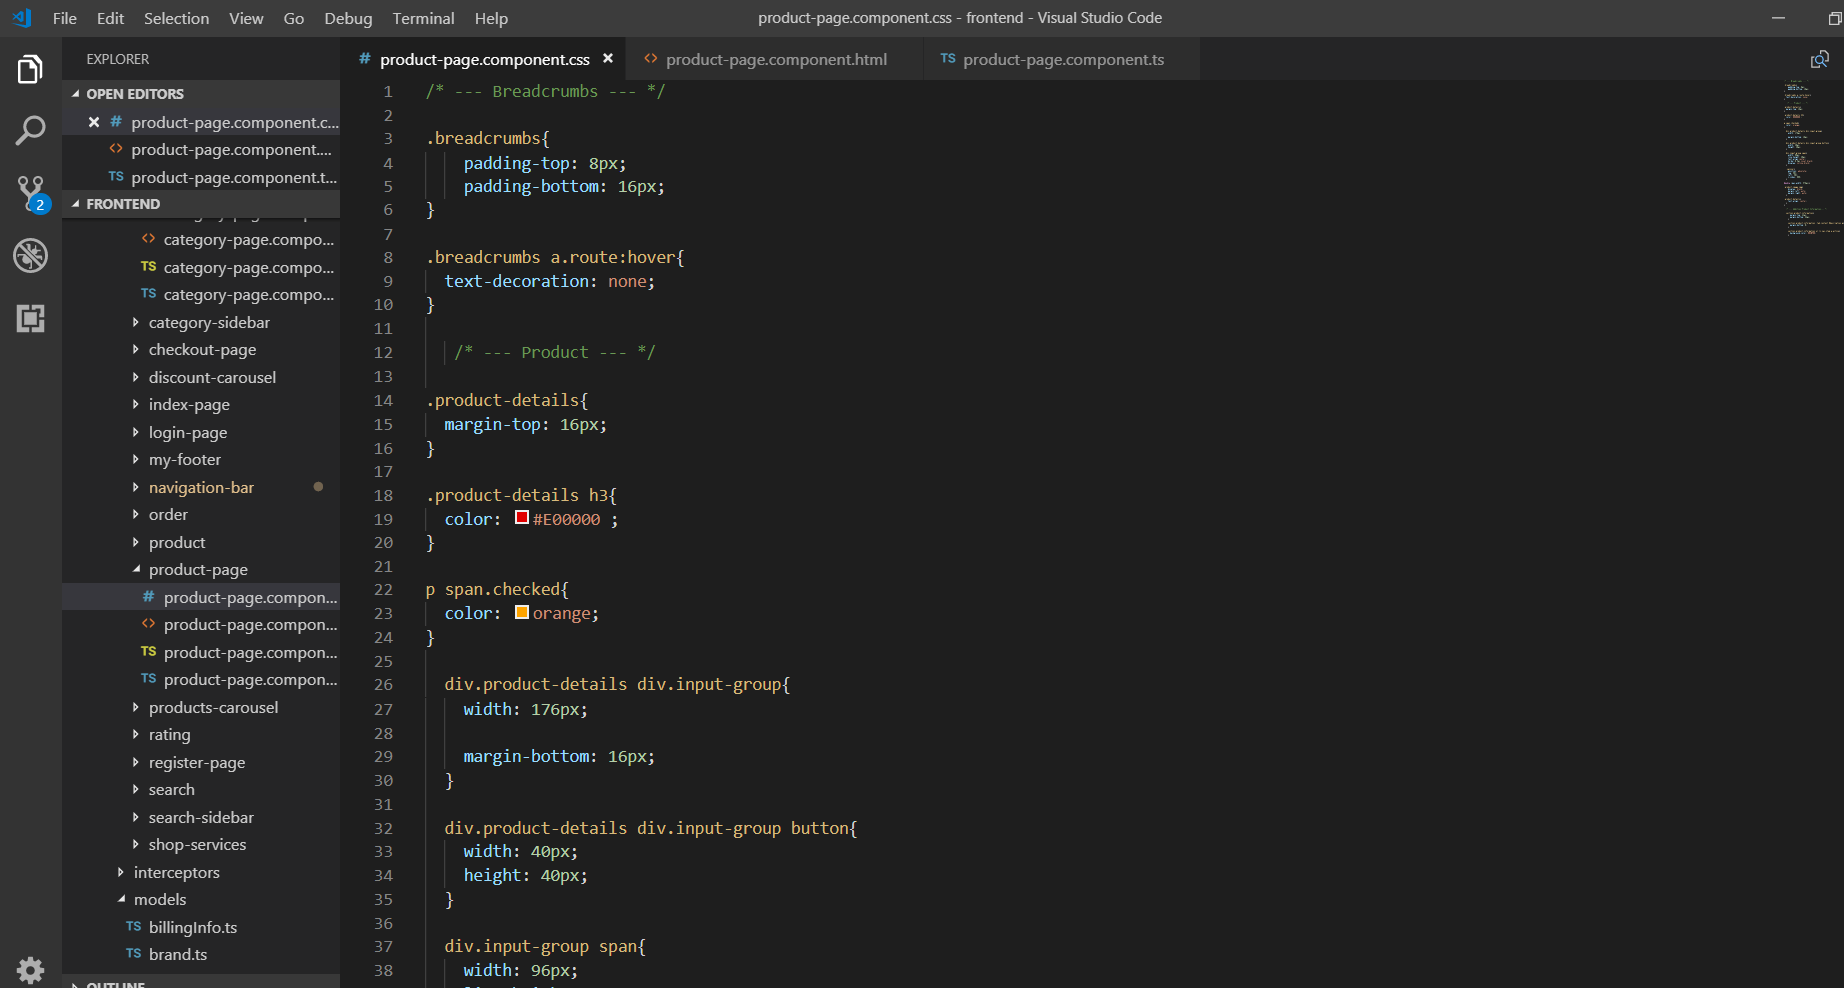 File Edit Selection View Go Debug Terminal Help
product-page.component.css - frontend - Visual Studio Code
EXPLORER
OPEN EDITORS
# product-page.component.c...
<> product-page.component....
TS product-page.component.t...
2
FRONTEND
<> category-page.compo...
TS category-page.compo...
TS category-page.compo...
category-sidebar
checkout-page
discount-carousel
index-page
login-page
my-footer
navigation-bar
order
product
product-page
# product-page.compon...
<> product-page.compon...
TS product-page.compon...
TS product-page.compon...
products-carousel
rating
register-page
search
search-sidebar
shop-services
interceptors
models
TS billingInfo.ts
TS brand.ts
OUTLINE
# product-page.component.css
<> product-page.component.html
TS product-page.component.ts
1 /* --- Breadcrumbs --- */
2
3 .breadcrumbs{
4 padding-top: 8px;
5 padding-bottom: 16px;
6 }
7
8 .breadcrumbs a.route:hover{
9 text-decoration: none;
10 }
11
12 /* --- Product --- */
13
14 .product-details{
15 margin-top: 16px;
16 }
17
18 .product-details h3{
19 color: #E00000 ;
20 }
21
22 p span.checked{
23 color: orange;
24 }
25
26 div.product-details div.input-group{
27 width: 176px;
28
29 margin-bottom: 16px;
30 }
31
32 div.product-details div.input-group button{
33 width: 40px;
34 height: 40px;
35 }
36
37 div.input-group span{
38 width: 96px;